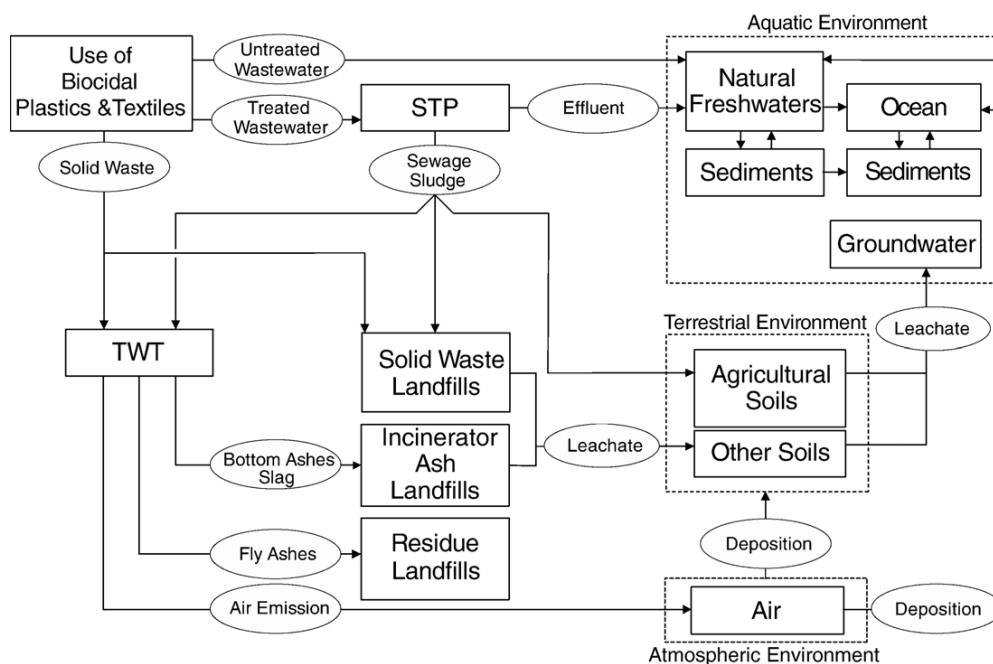 Aquatic Environment
Use of
Biocidal
Plastics &Textiles
Untreated
Wastewater
Treated
Wastewater
STP
Effluent
Natural
Freshwaters
Ocean
Solid Waste
Sewage
Sludge
Sediments
Sediments
Groundwater
TWT
Solid Waste
Landfills
Terrestrial Environment
Leachate
Agricultural
Soils
Bottom Ashes
Slag
Incinerator
Ash
Landfills
Leachate
Other Soils
Fly Ashes
Residue
Landfills
Deposition
Air Emission
Air
Deposition
Atmospheric Environment